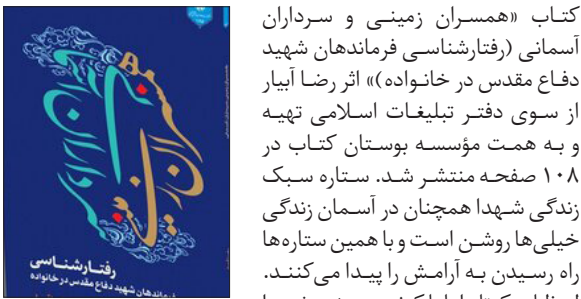 کتاب «همسران زمینی و سرداران
آسمانی (رفتارشناسی فرماندهان شهید
دفاع مقدس در خانواده)» اثر رضا آبیار
از سوی دفتر تبلیغات اسلامی تهیه
و به همت مؤسسه بوستان کتاب در
۱۰۸ صفحه منتشر شد. ستاره سبک
زندگی شهدا همچنان در آسمان زندگی
خیلی‌ها روشن است و با همین ستاره‌ها
راه رسیدن به آرامش را پیدا می‌کنند.
رفتارشناسی
فرماندهان شهید دفاع مقدس در خانواده